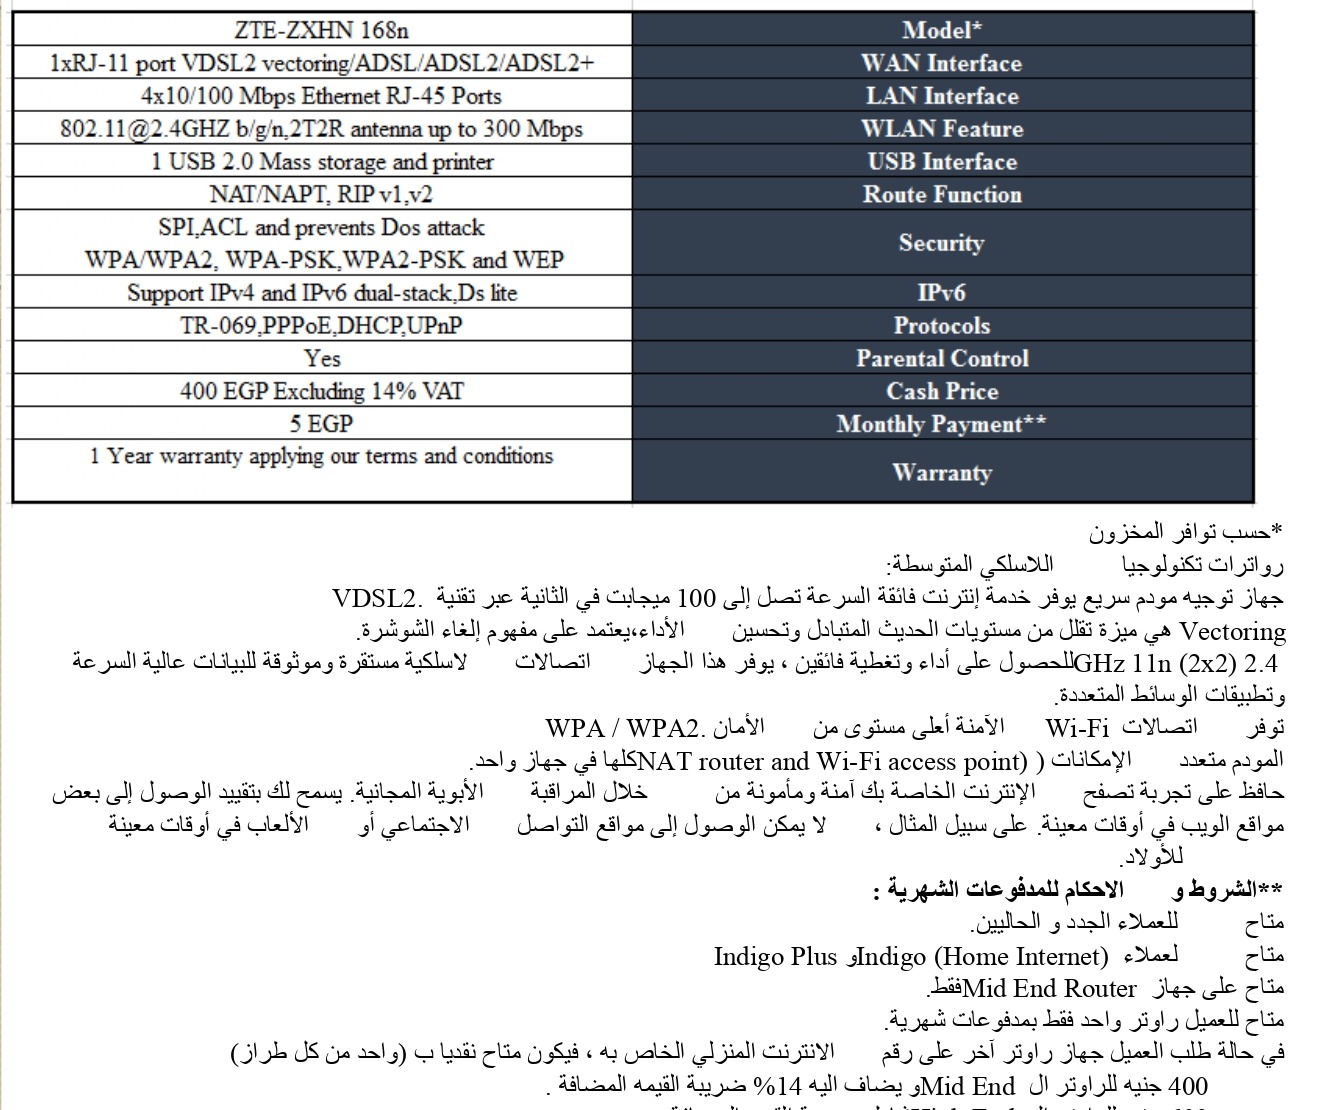 ZTE-ZXHN 168n Model*
1xRJ-11 port VDSL2 vectoring/ADSL/ADSL2/ADSL2+ WAN Interface
4x10/100 Mbps Ethernet RJ-45 Ports LAN Interface
802.11@2.4GHZ b/g/n,2T2R antenna up to 300 Mbps WLAN Feature
1 USB 2.0 Mass storage and printer USB Interface
NAT/NAPT, RIP v1,v2 Route Function
SPI,ACL and prevents Dos attack
WPA/WPA2, WPA-PSK,WPA2-PSK and WEP
Security
Support IPv4 and IPv6 dual-stack,Ds lite IPv6
TR-069,PPPoE,DHCP,UPnP Protocols
Yes Parental Control
400 EGP Excluding 14% VAT Cash Price
5 EGP Monthly Payment**
1 Year warranty applying our terms and conditions
Warranty
*حسب توافر المخزون
رواترات تكنولوجيا اللاسلكي المتوسطة:
جهاز توجيه مودم سريع يوفر خدمة إنترنت فائقة السرعة تصل إلى 100 ميجابت في الثانية عبر تقنية .VDSL2
Vectoring هي ميزة تقلل من مستويات الحديث المتبادل وتحسين الأداء،يعتمد على مفهوم إلغاء الشوشرة.
2.4 GHz 11n (2x2)للحصول على أداء وتغطية فائقين ، يوفر هذا الجهاز اتصالات لاسلكية مستقرة وموثوقة للبيانات عالية السرعة
وتطبيقات الوسائط المتعددة.
توفر اتصالات Wi-Fi الآمنة أعلى مستوى من الأمان .WPA / WPA2
المودم متعدد الإمكانات ( (NAT router and Wi-Fi access pointكلها في جهاز واحد.
حافظ على تجربة تصفح الإنترنت الخاصة بك آمنة ومأمونة من خلال المراقبة الأبوية المجانية. يسمح لك بتقييد الوصول إلى بعض
مواقع الويب في أوقات معينة. على سبيل المثال ، لا يمكن الوصول إلى مواقع التواصل الاجتماعي أو الألعاب في أوقات معينة
للأولاد.
**الشروط و الاحكام للمدفوعات الشهرية :
متاح للعملاء الجدد و الحاليين.
متاح لعملاء Indigo (Home Internet)و Indigo Plus
متاح على جهاز Mid End Routerفقط.
متاح للعميل راوتر واحد فقط بمدفوعات شهرية.
في حالة طلب العميل جهاز راوتر آخر على رقم الانترنت المنزلي الخاص به ، فيكون متاح نقديا ب (واحد من كل طراز)
400 جنيه للراوتر ال Mid Endو يضاف اليه 14% ضريبة القيمه المضافة .